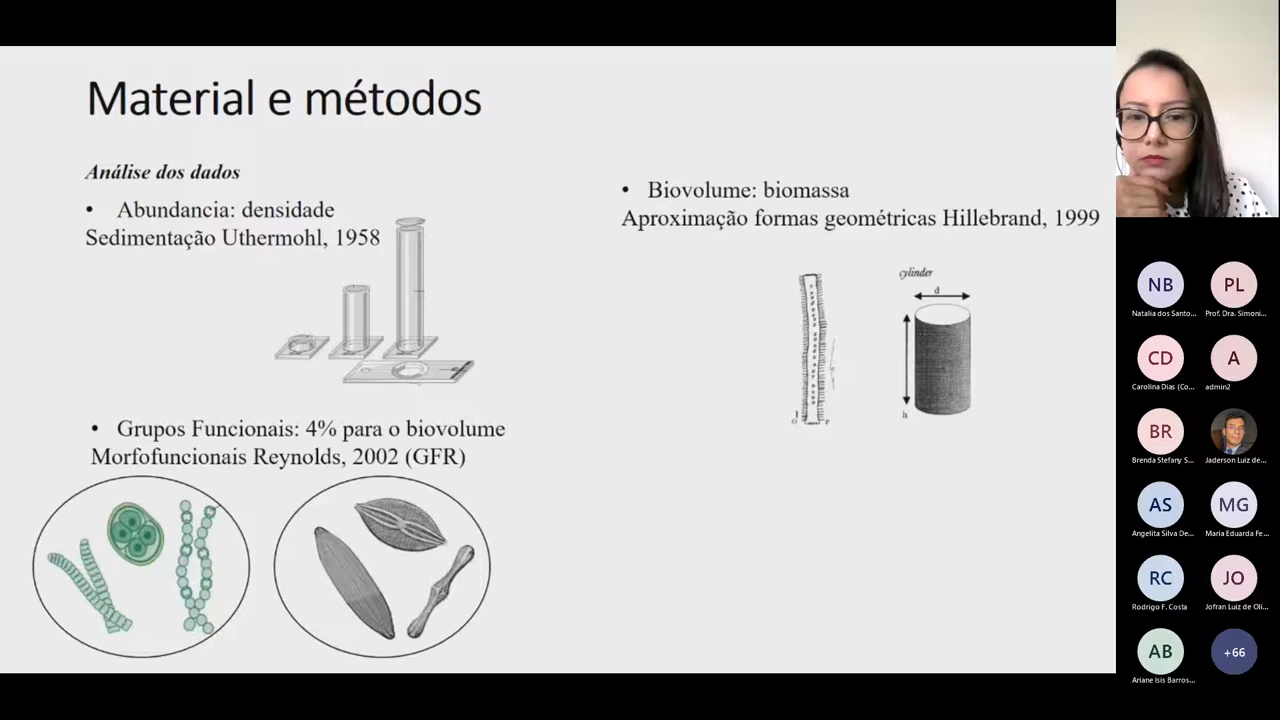 Material e métodos
Análise dos dados
• Abundancia: densidade
Sedimentação Uthermohl, 1958
• Grupos Funcionais: 4% para o biovolume
Morfofuncionais Reynolds, 2002 (GFR)
• Biovolume: biomassa
Aproximação formas geométricas Hillebrand, 1999
cylinder
d
h
NB
Natalia dos Santo...
PL
Prof. Dra. Simoni...
CD
Carolina Dias (Co...
A
admin2
BR
Brenda Stefany S...
Jaderson Luiz de...
AS
Angelita Silva De...
MG
Maria Eduarda Fe...
RC
Rodrigo F. Costa
JO
Jofran Luiz de Oli...
AB
Ariane Isis Barros...
+66